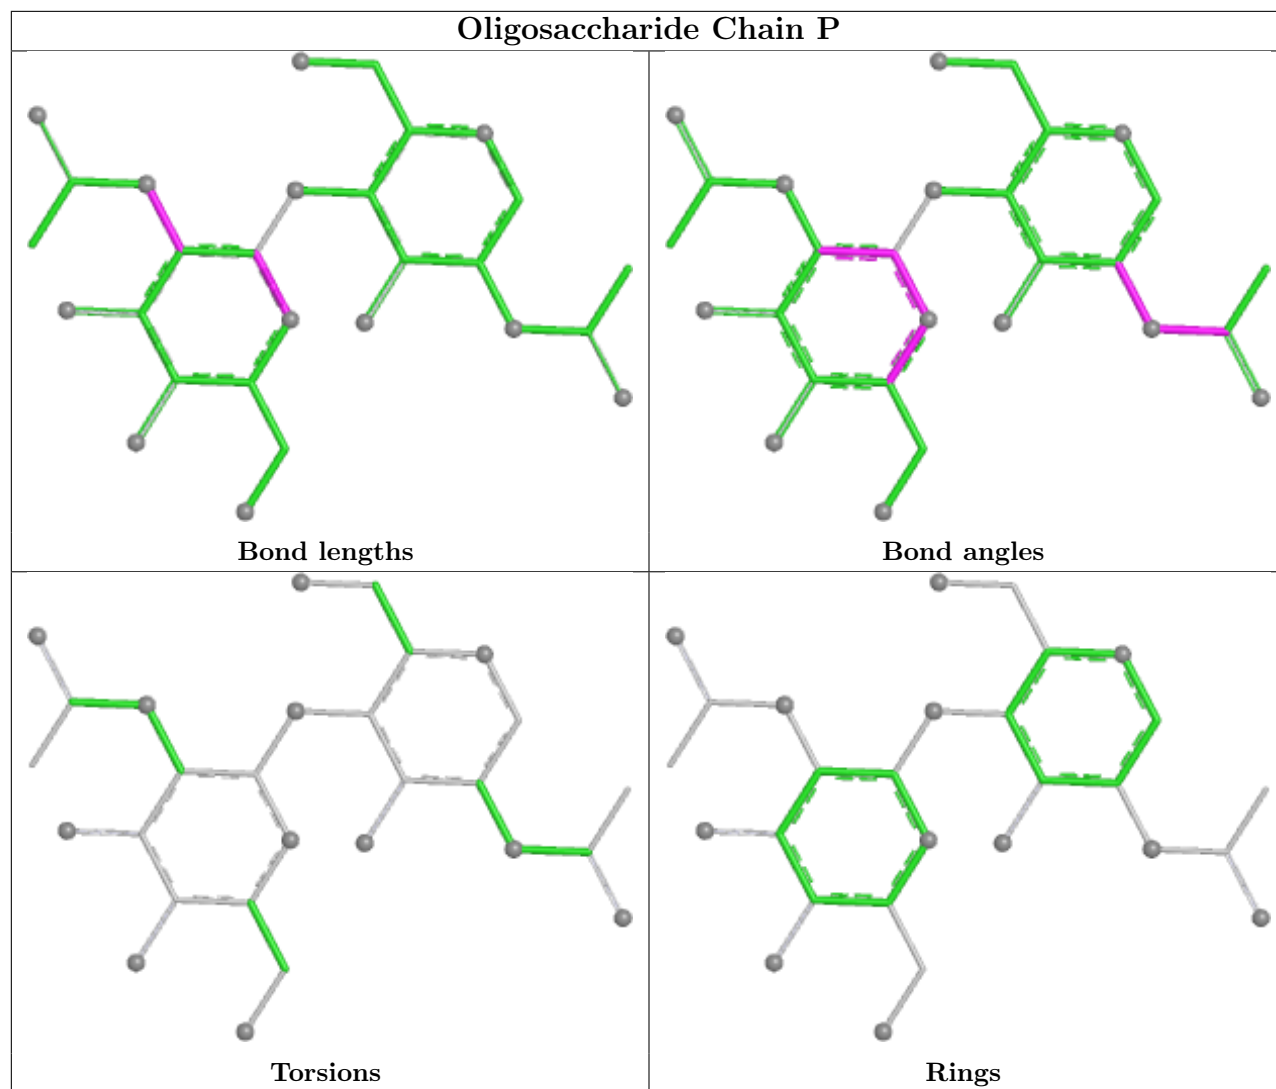 Oligosaccharide Chain P
Bond lengths
Bond angles
Torsions
Rings